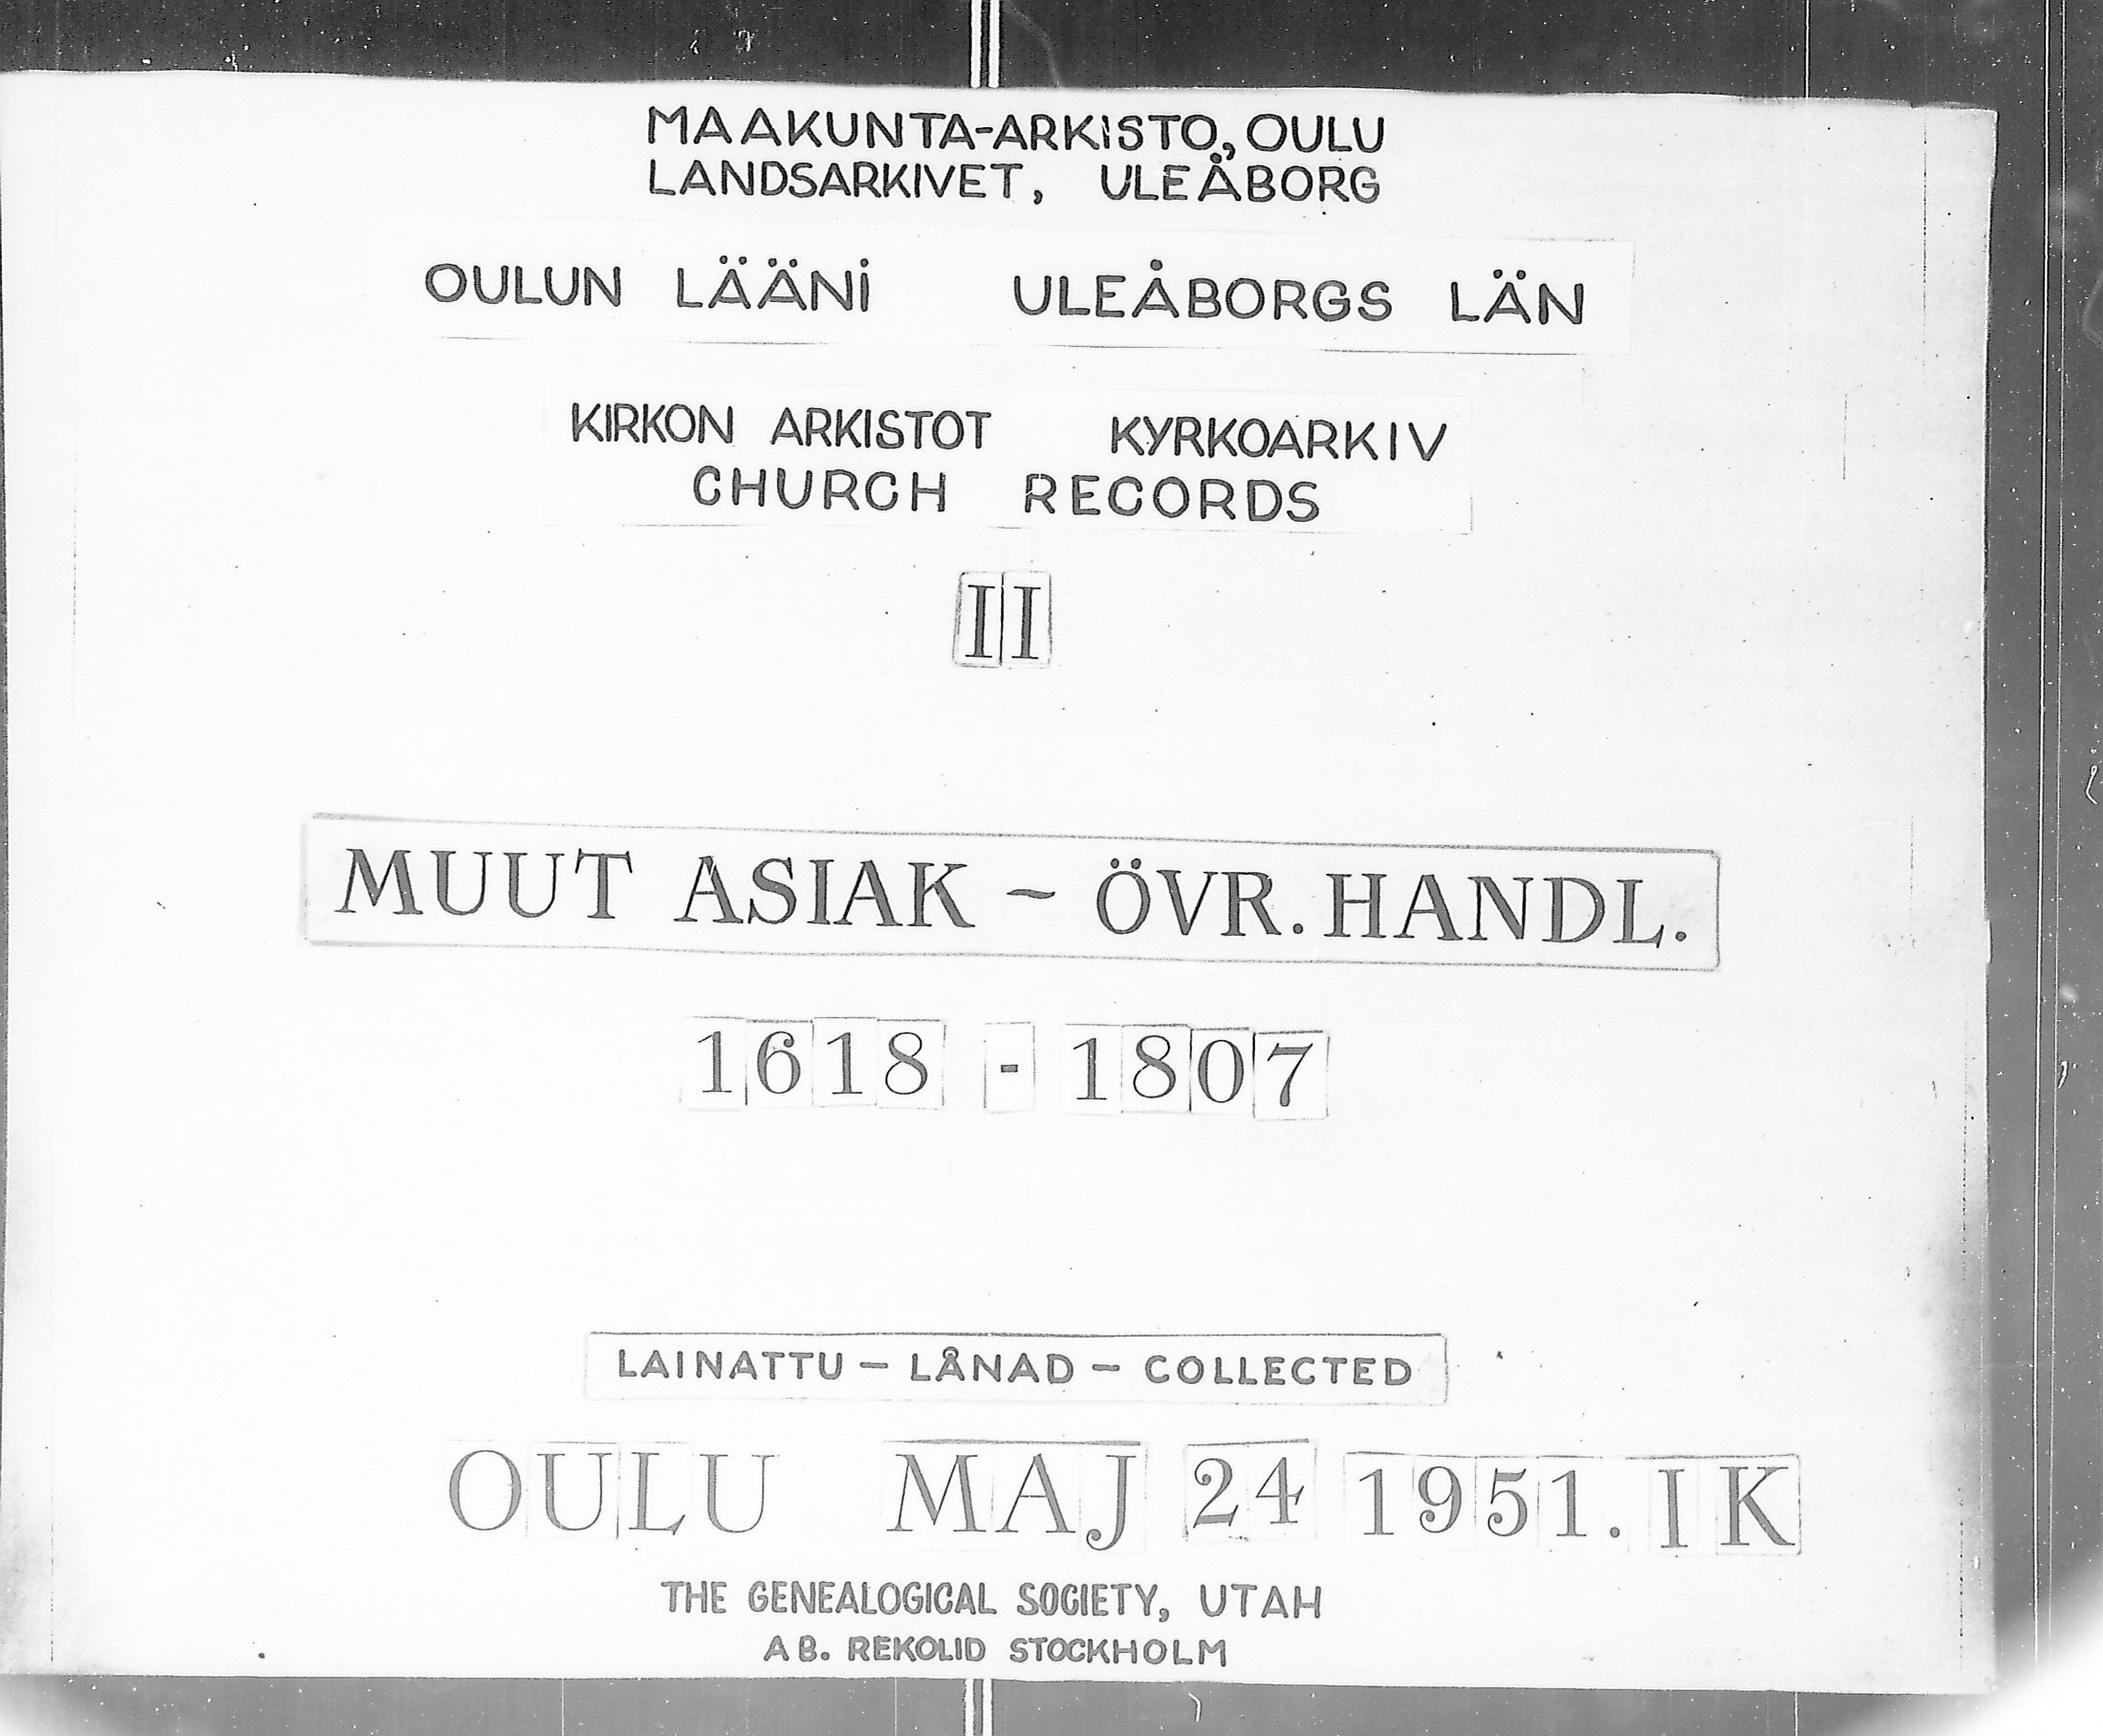 MAAKUNTA-ARKISTO, OULU
LANDSARKIVET, ULEÅBORG
OULUN LÄÄNI ULEÅBORGS LÄN
KIRKON ARKISTOT KYRKOARKIV
CHURCH RECORDS
II
MUUT ASIAK - ÖVR. HANDL.
1618 - 1807
LAINATTU - LÅNAD - COLLECTED
OULU MAJ 24 1951. IK
THE GENEALOGICAL SOCIETY, UTAH
AB. REKOLID STOCKHOLM